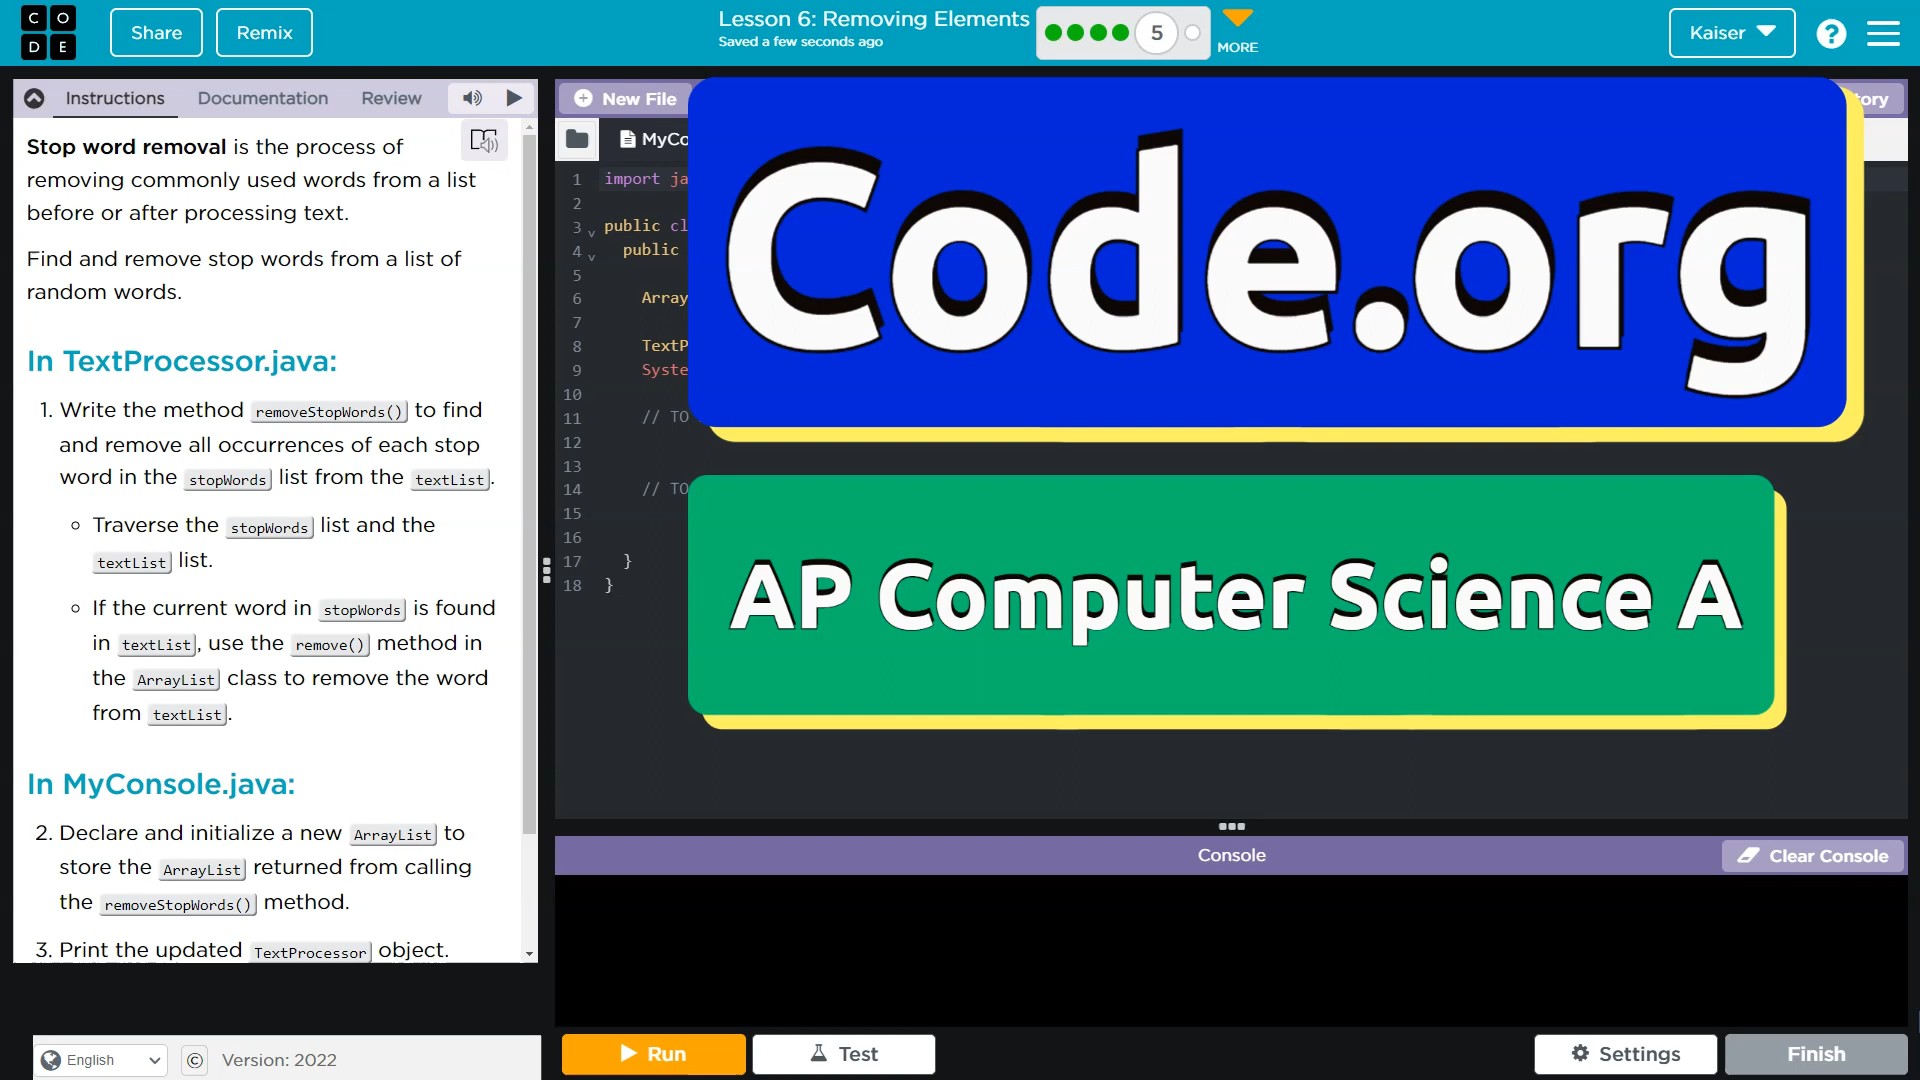 CODE
Share
Remix
Lesson 6: Removing Elements
Saved a few seconds ago
5
MORE
Kaiser
?
Instructions
Documentation
Review
New File
MyCo
ory
Stop word removal is the process of
removing commonly used words from a list
before or after processing text.
Find and remove stop words from a list of
random words.
In TextProcessor.java:
1. Write the method removeStopWords() to find
and remove all occurrences of each stop
word in the stopWords list from the textList.
Traverse the stopWords list and the
textList list.
If the current word in stopWords is found
in textList, use the remove() method in
the ArrayList class to remove the word
from textList.
In MyConsole.java:
2. Declare and initialize a new ArrayList to
store the ArrayList returned from calling
the removeStopWords() method.
3. Print the updated TextProcessor object.
1 import ja
2
3 public cl
4 public
5
6 Array
7
8 TextP
9 Syste
10
11 // TO
12
13
14 // TO
15
16
17 }
18 }
Code.org
AP Computer Science A
Console
Clear Console
English
© Version: 2022
Run
Test
Settings
Finish